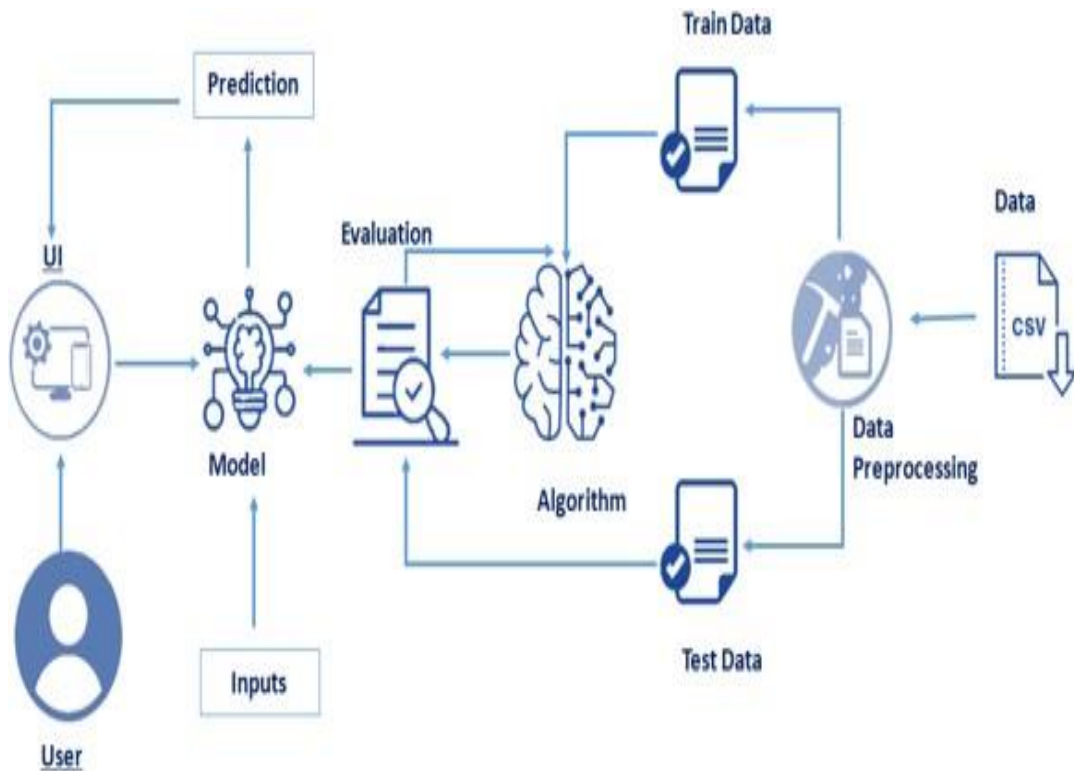 Train Data
Prediction
Data
Evaluation
UI
CSV
Model
Data
Preprocessing
Algorithm
Test Data
Inputs
User